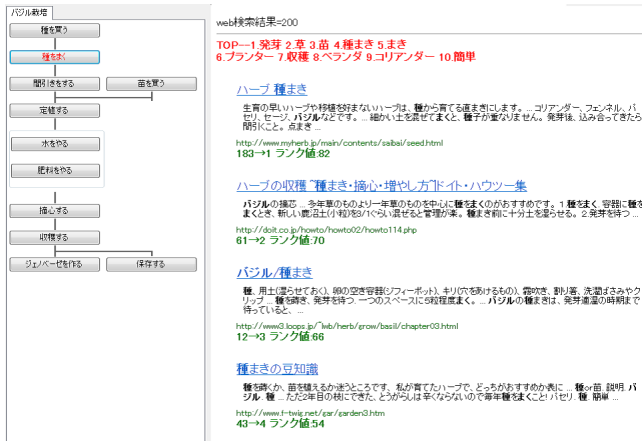 バジル栽培
種を買う
種をまく
間引きをする
苗を買う
定植する
水をやる
肥料をやる
摘心する
収穫する
ジェノベーゼを作る
保存する
web検索結果=200
TOP--1.発芽 2.草 3.苗 4.種まき 5.まき
6.プランター 7.収穫 8.ベランダ 9.コリアンダー 10.簡単
ハーブ 種まき
生育の早いハーブや移植を好まないハーブは、種から育てる直まきにします。 ... コリアンダー、フェンネル、パ
セリ、セージ、バジルなどです。 ... 細かい土を混ぜてまくと、種子が重なりません。発芽後、込み合ってきたら
間引くこと。点まき ...
http://www.myherb.jp/main/contents/saibai/seed.html
183→1 ランク値:82
ハーブの収穫 ^種まき・摘心・増やし方^ドイト・ハウツー集
バジルの摘芯 ... 多年草のものより一年草のものを中心に種をまくのがおすすめです。 1.種をまく. 容器に種を
まくとき、新しい鹿沼土(小粒)を3/1ぐらい混ぜると管理が楽。種まき前に十分土を湿らせる。 2.発芽を待つ ...
http://doit.co.jp/howto/howto02/howto114.php
61→2 ランク値:70
バジル/種まき
種、用土(湿らせておく)、卵の空き容器(ジフィーポット)、キリ(穴をあけるもの)、霧吹き、割り箸、洗濯ばさみやク
リップ ... 種を蒔き、発芽を待つ. 一つのスペースに5粒程度まく。 ... バジルの種まきは、発芽適温の時期まで
待っていると、 ...
http://www3.loops.jp/~lwb/herb/grow/basil/chapter03.html
12→3 ランク値:66
種まきの豆知識
種を蒔くか、苗を植えるか迷うところです。 私が育てたハーブで、どっちがおすすめか表に ... 種or苗. 説明. バ
ジル. 種 ... ただ2年目の枝にできた、とうがらしは辛くならないので毎年種をまくこと! パセリ. 種. 簡単 ...
http://www.f-twig.net/gar/garden3.htm
43→4 ランク値:54